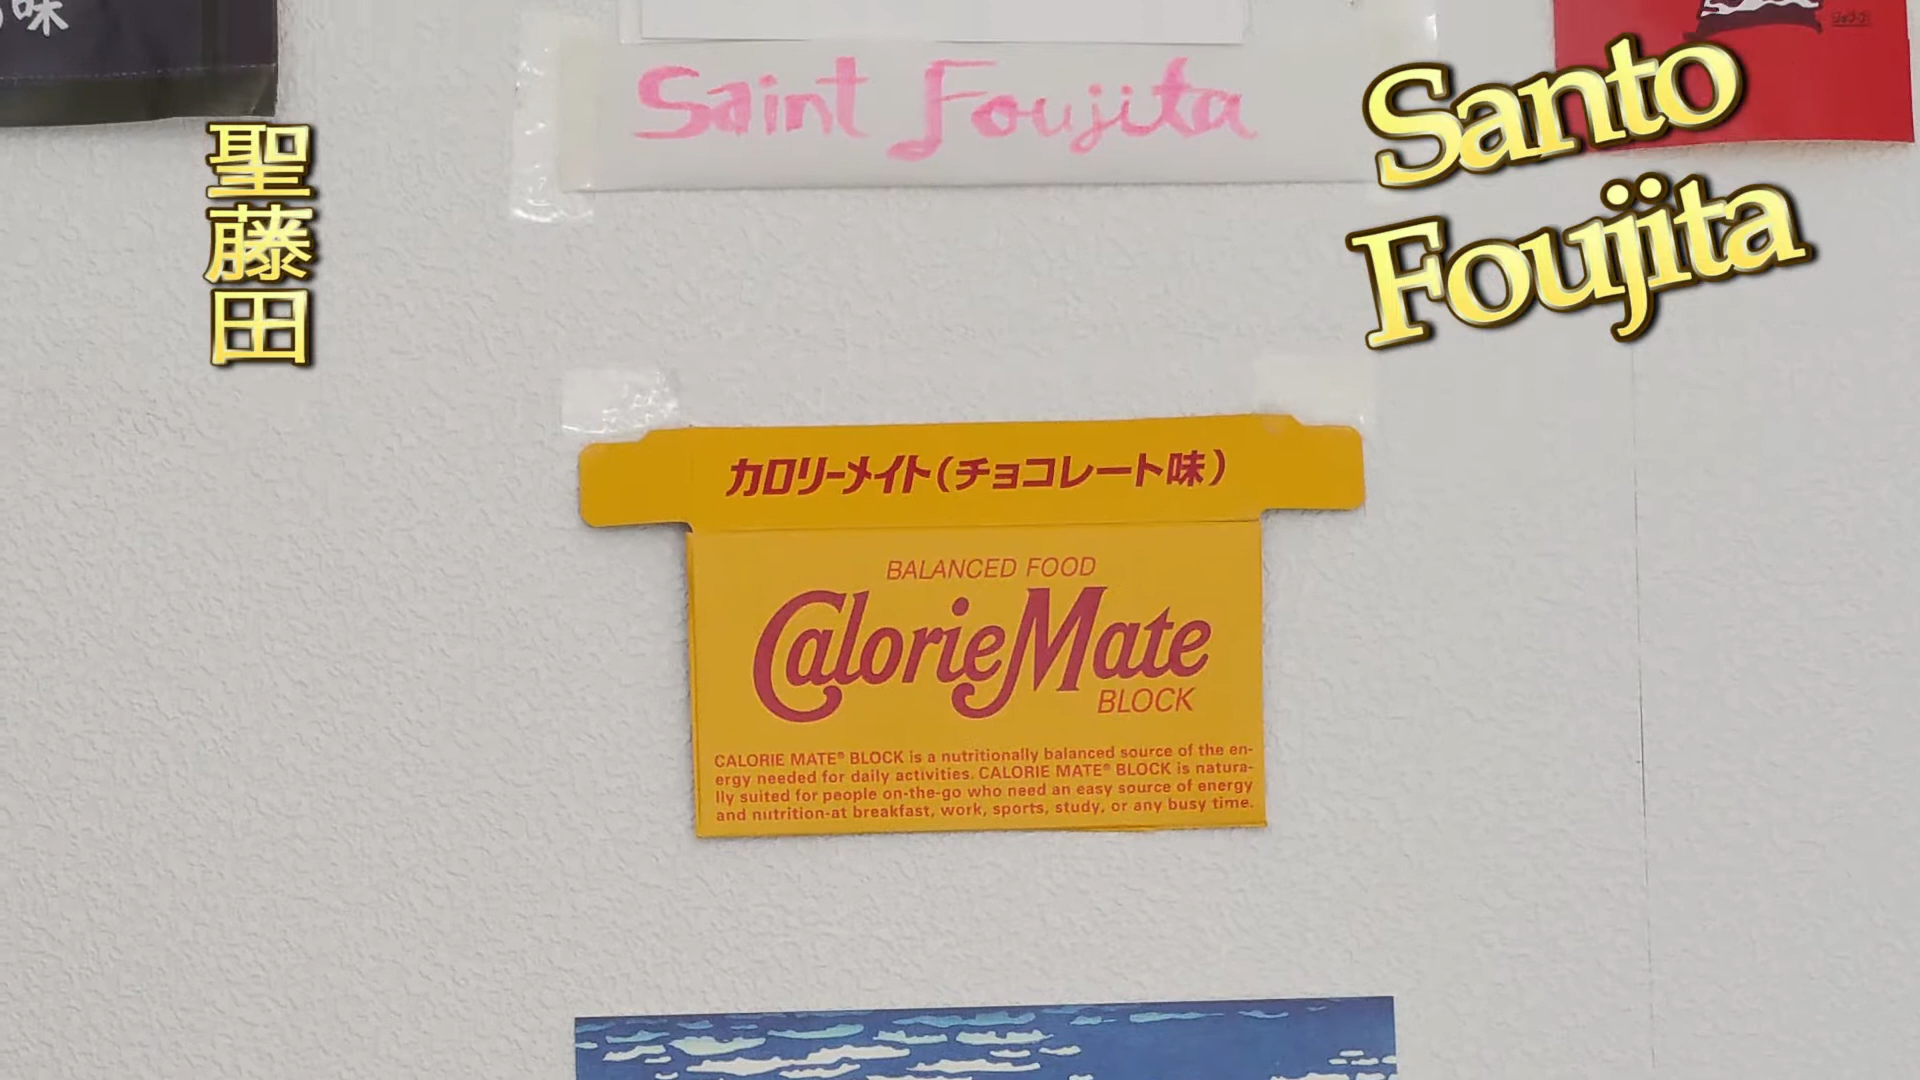 の味
Saint Foujita
Santo
Foujita
聖藤田
カロリーメイト(チョコレート味)
BALANCED FOOD
CalorieMate
BLOCK
CALORIE MATE® BLOCK is a nutritionally balanced source of the en-
ergy needed for daily activities. CALORIE MATE® BLOCK is natura-
lly suited for people on-the-go who need an easy source of energy
and nutrition-at breakfast, work, sports, study, or any busy time.